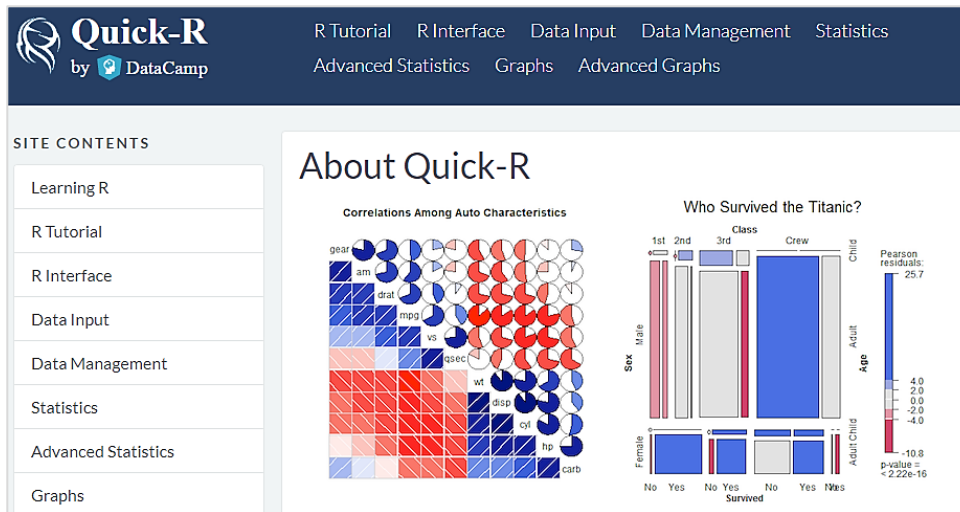 Quick-R
by DataCamp
R Tutorial R Interface Data Input Data Management Statistics
Advanced Statistics Graphs Advanced Graphs
SITE CONTENTS
Learning R
R Tutorial
R Interface
Data Input
Data Management
Statistics
Advanced Statistics
Graphs
About Quick-R
Correlations Among Auto Characteristics
gear
am
drat
mpg
vs
qsec
wt
disp
cyl
hp
carb
Who Survived the Titanic?
Class
1st 2nd 3rd Crew
Child
Adult
Age
Adult Child
Sex
Male
Female
No Yes No Yes No Yes
Survived
Pearson
residuals:
25.7
4.0
2.0
0.0
-2.0
-4.0
-10.8
p-value =
< 2.22e-16